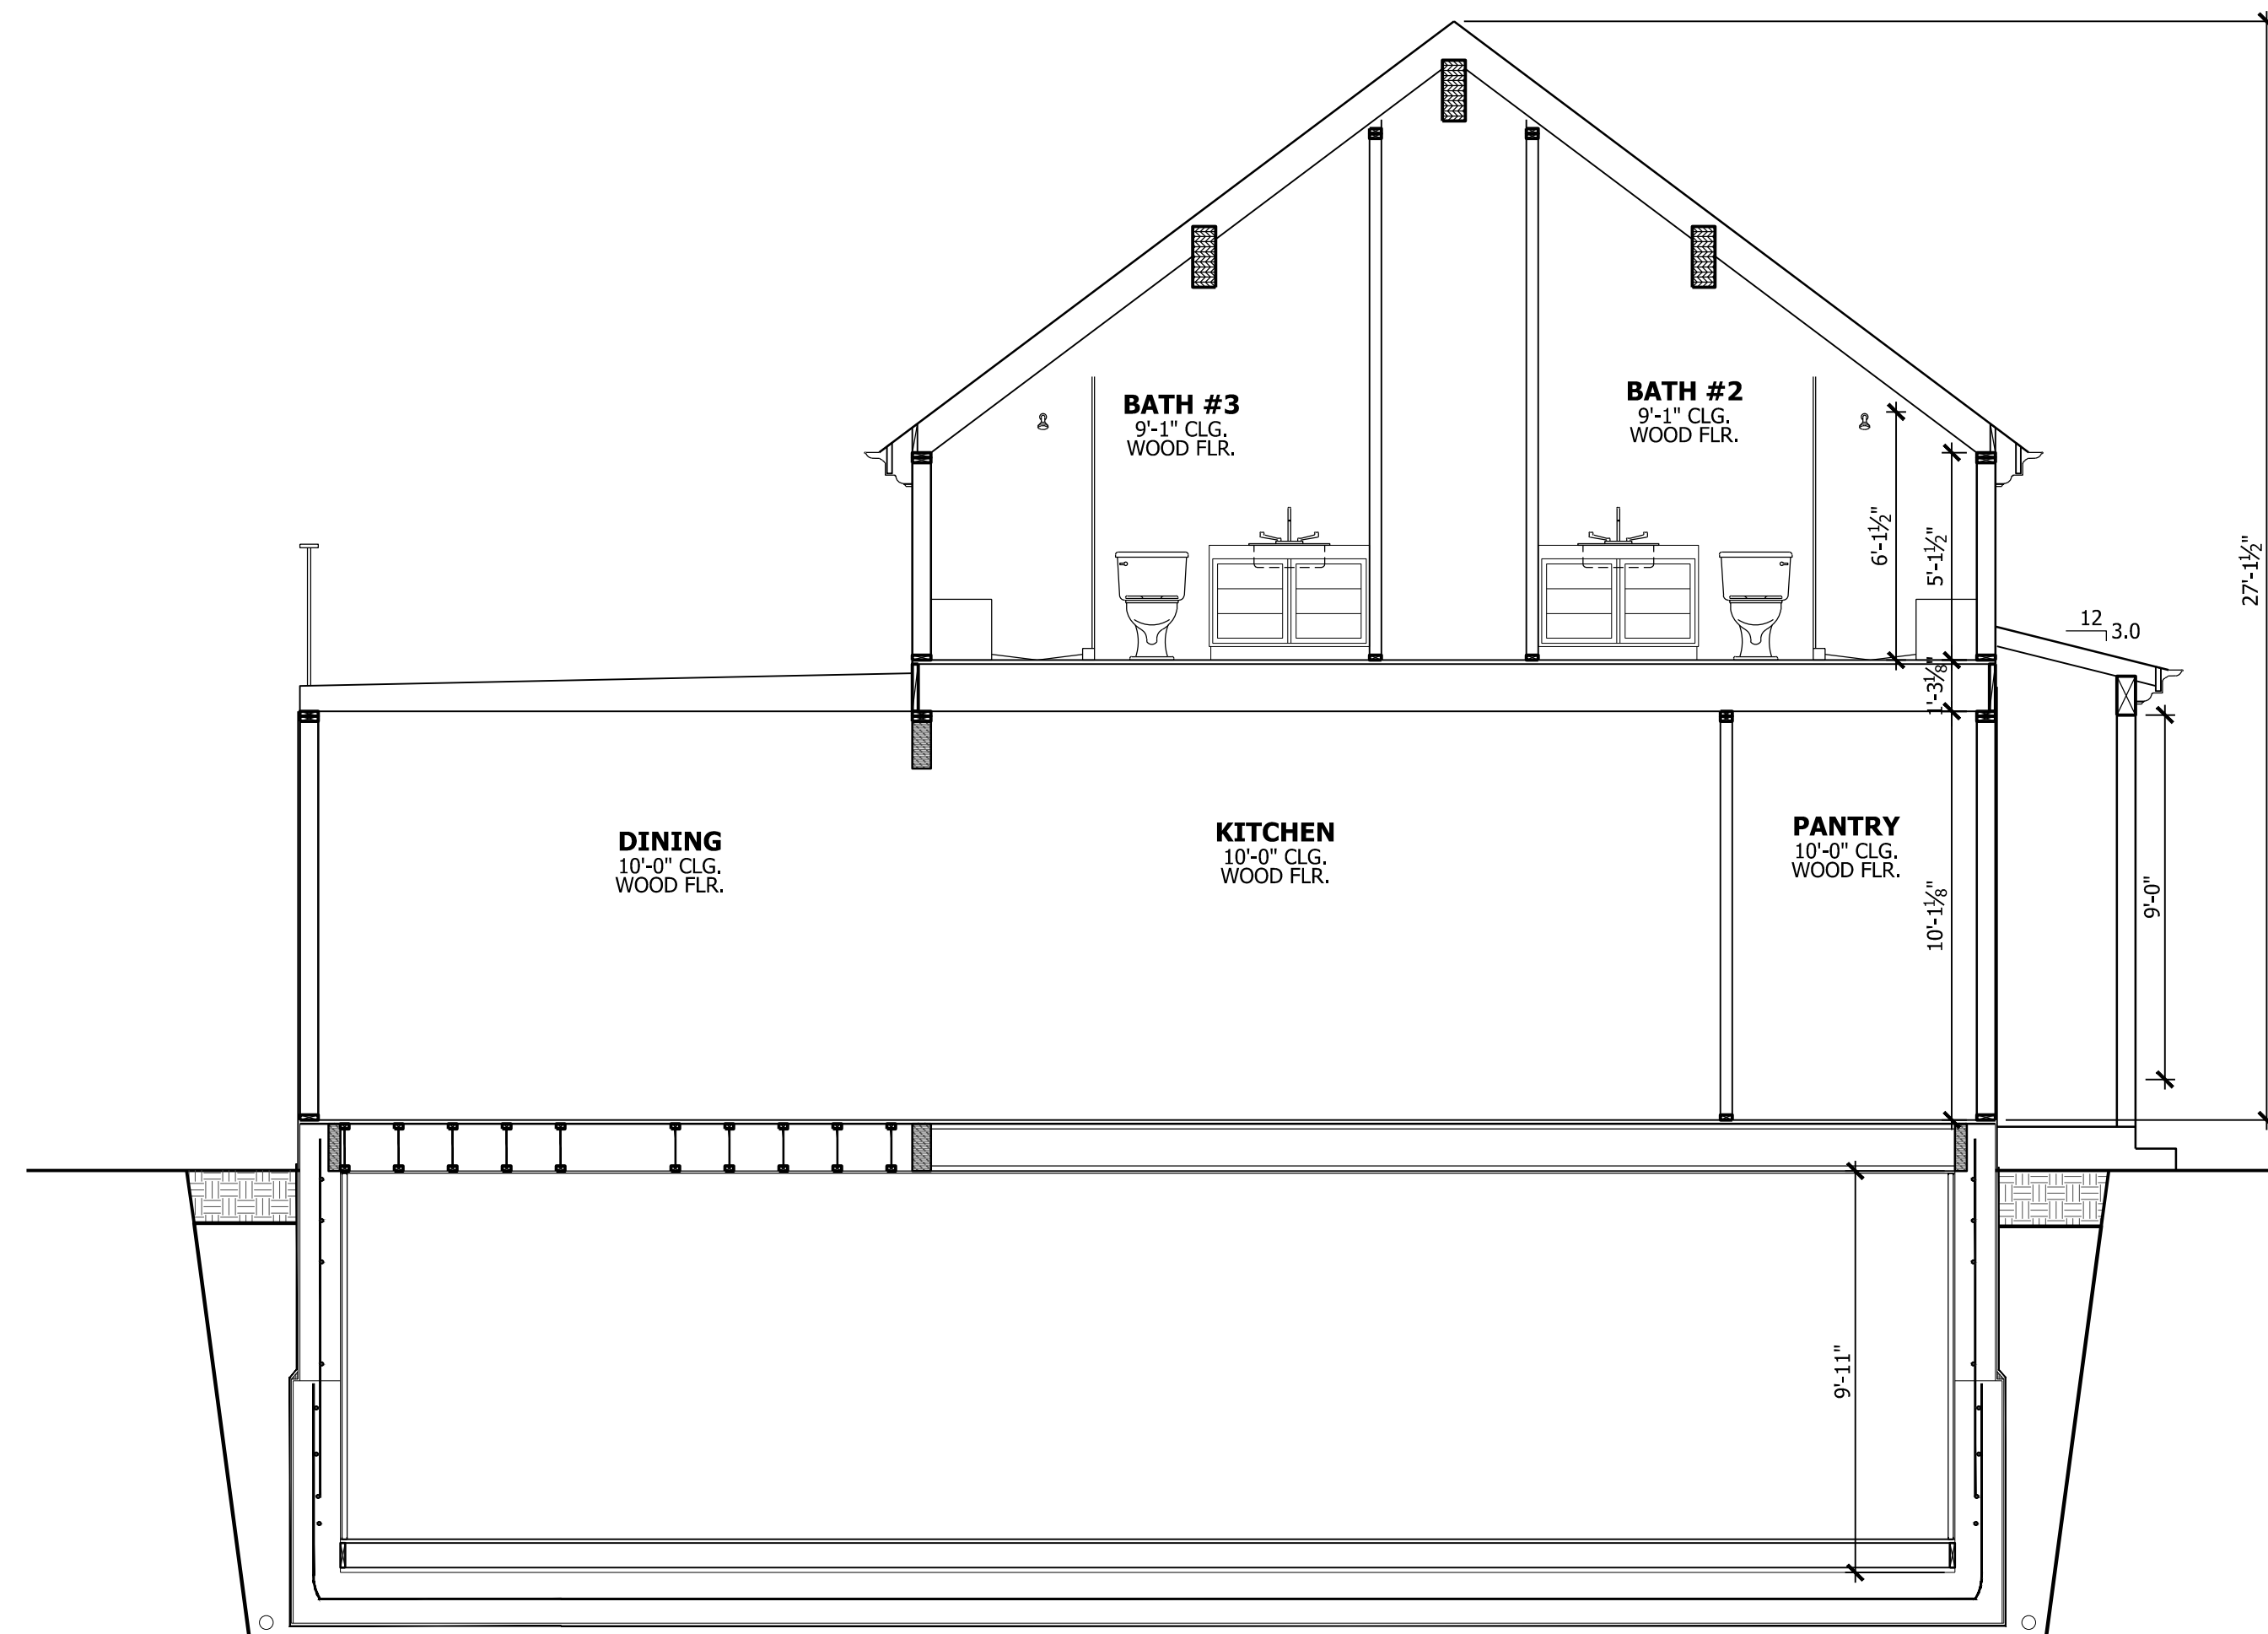 BATH #3
9'-1" CLG.
WOOD FLR.
BATH #2
9'-1" CLG.
WOOD FLR.
6'-1½"
5'-1½"
27'-1½"
12
3.0
1'-3⅛"
DINING
10'-0" CLG.
WOOD FLR.
KITCHEN
10'-0" CLG.
WOOD FLR.
PANTRY
10'-0" CLG.
WOOD FLR.
10'-1⅛"
9'-0"
9'-11"